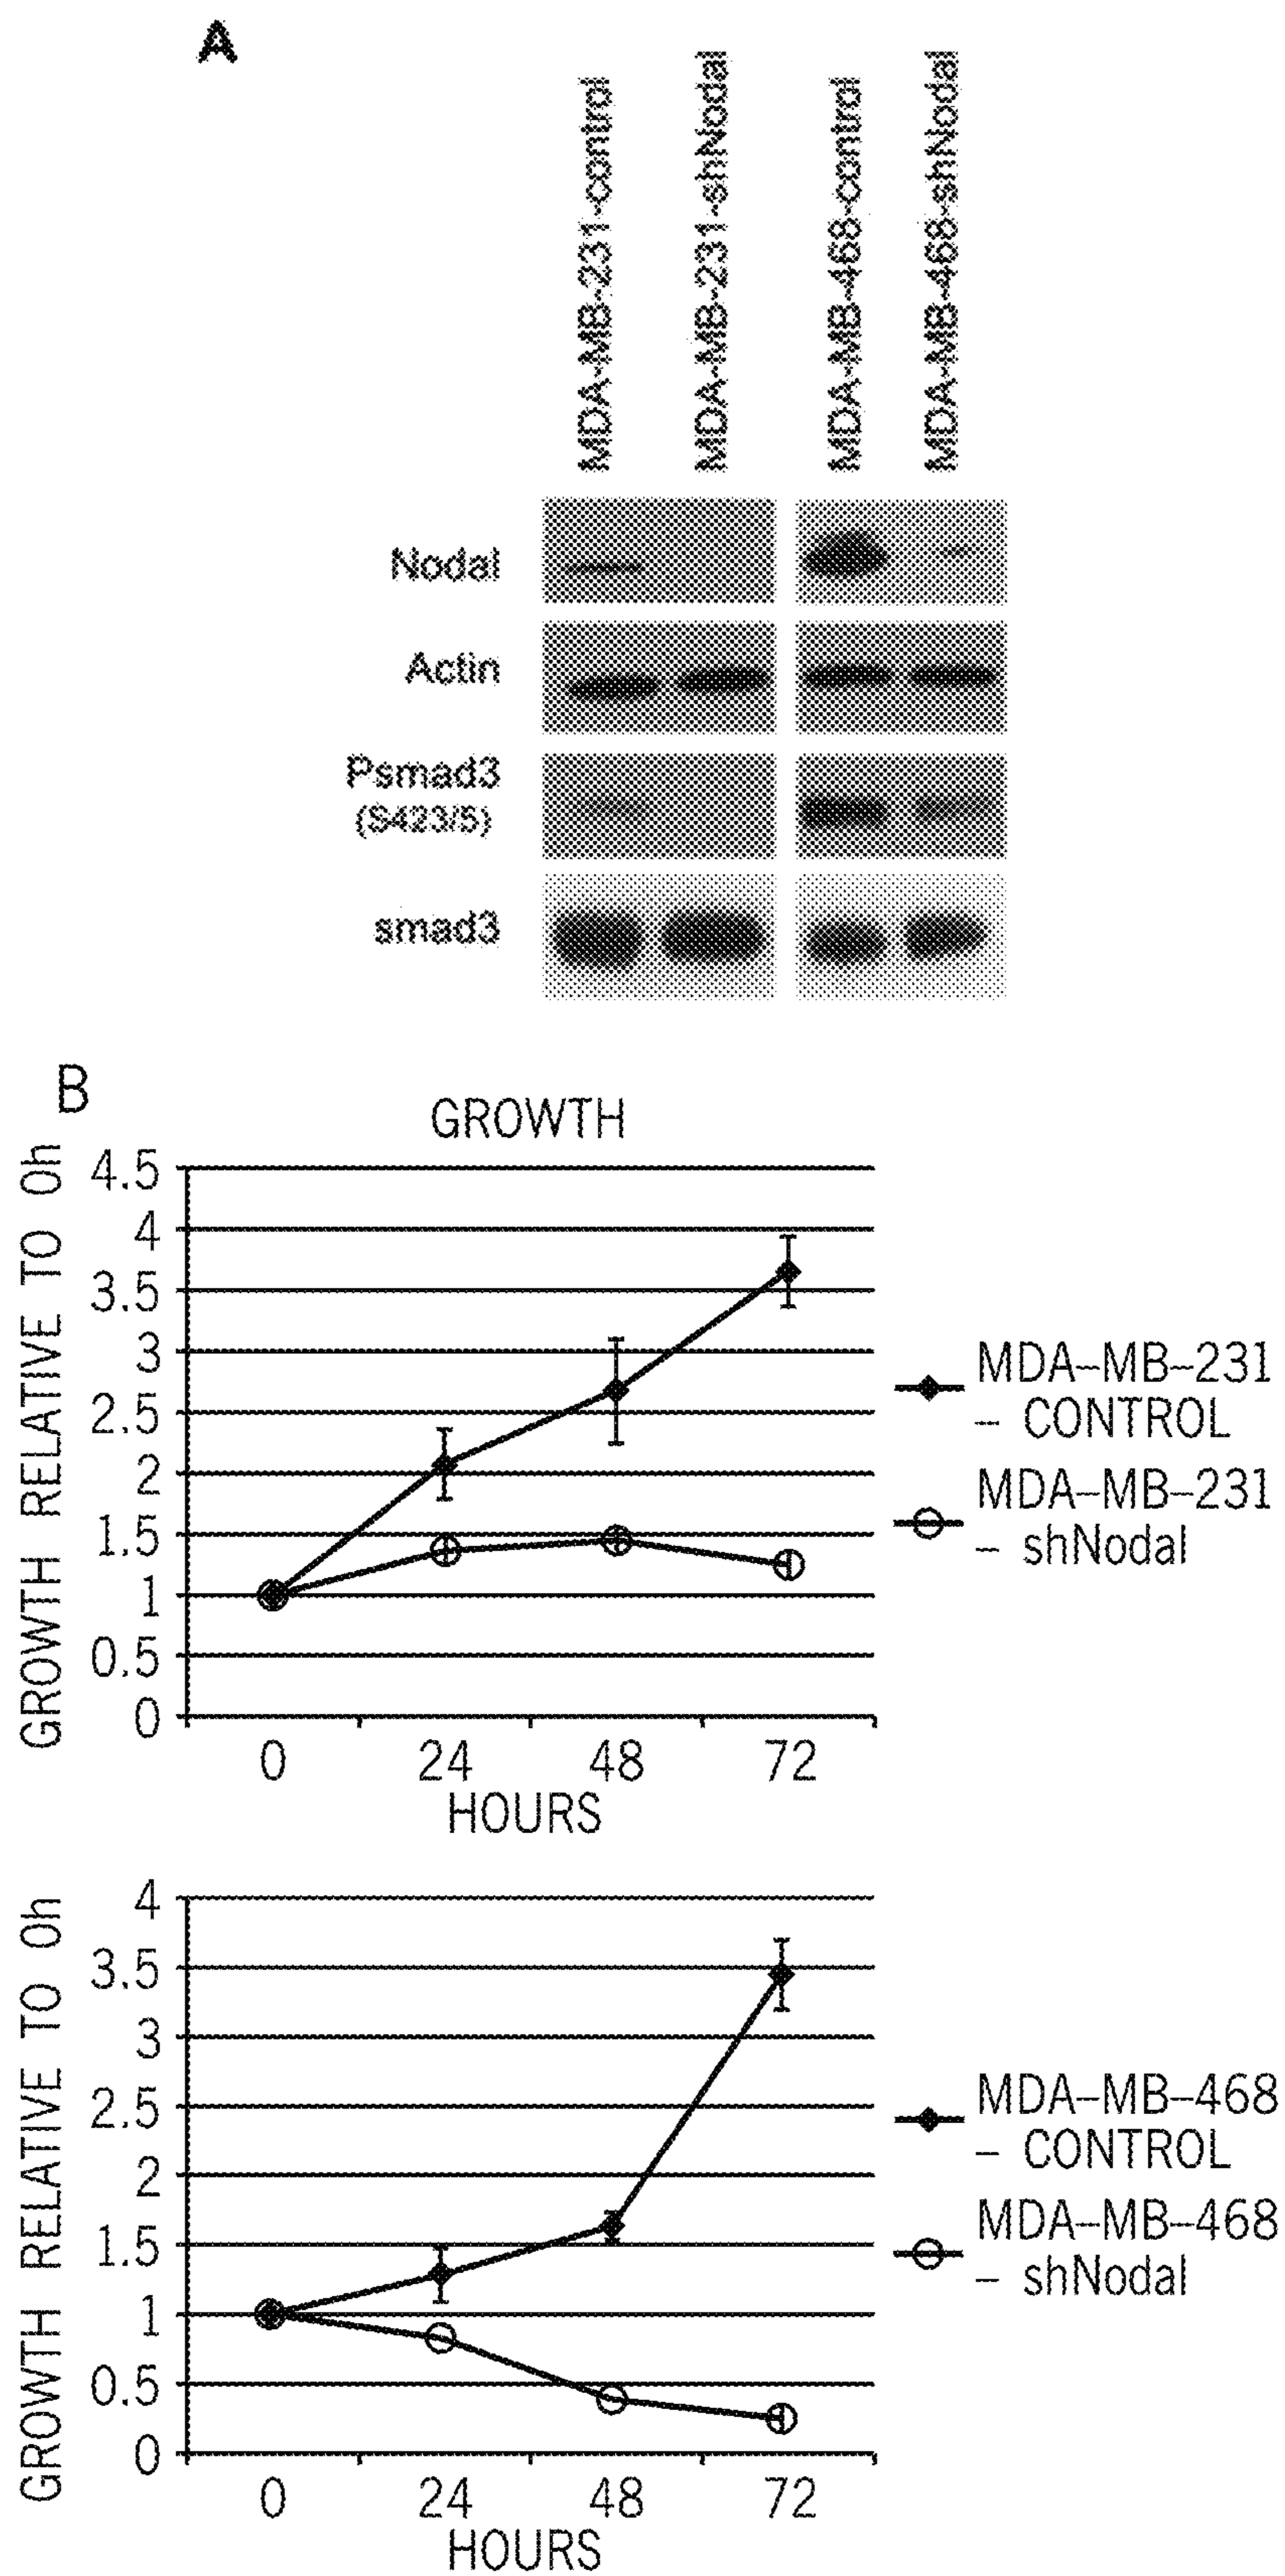 A
MDA-MB-231-control
MDA-MB-231-shNodal
MDA-MB-468-control
MDA-MB-468-shNodal
Nodal
Actin
Psmad3
(S423/5)
smad3
B
GROWTH
GROWTH RELATIVE TO 0h
4.5
4
3.5
3
2.5
2
1.5
1
0.5
0
0 24 48 72
HOURS
MDA-MB-231
- CONTROL
MDA-MB-231
- shNodal
GROWTH RELATIVE TO 0h
4
3.5
3
2.5
2
1.5
1
0.5
0
0 24 48 72
HOURS
MDA-MB-468
- CONTROL
MDA-MB-468
- shNodal